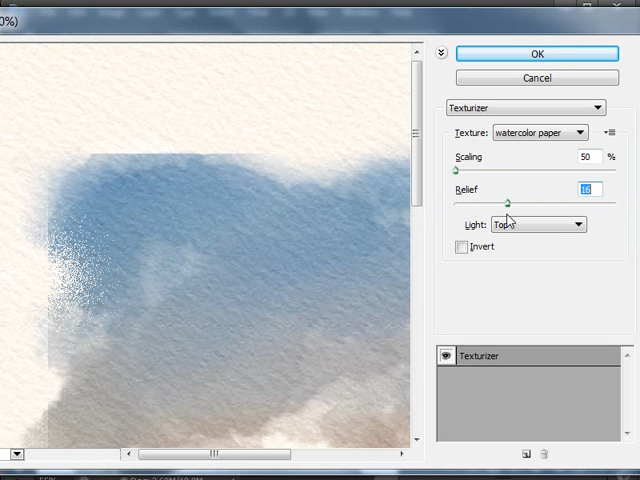 0%)
OK
Cancel
Texturizer
Texture: watercolor paper
Scaling 50 %
Relief 16
Light: Top
Invert
Texturizer